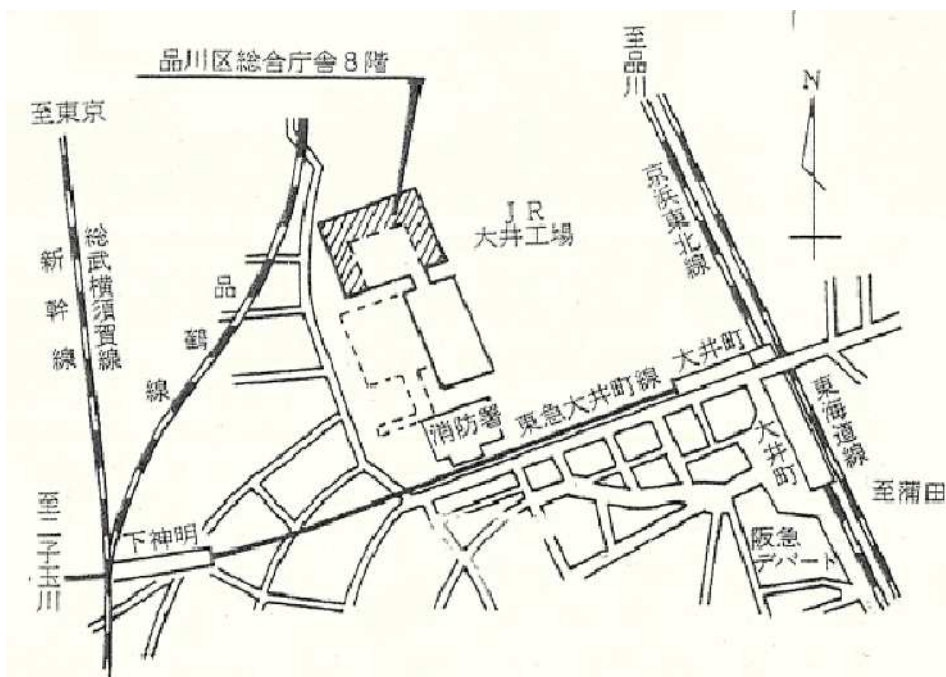 品川区総合庁舎8階
至品川
至東京
N
京浜東北線
JR
大井工場
総武横須賀線
新幹線
品鶴線
大井町
東急大井町線
消防署
東海道線
大井町
至蒲田
至二子玉川
下神明
阪急
デパート